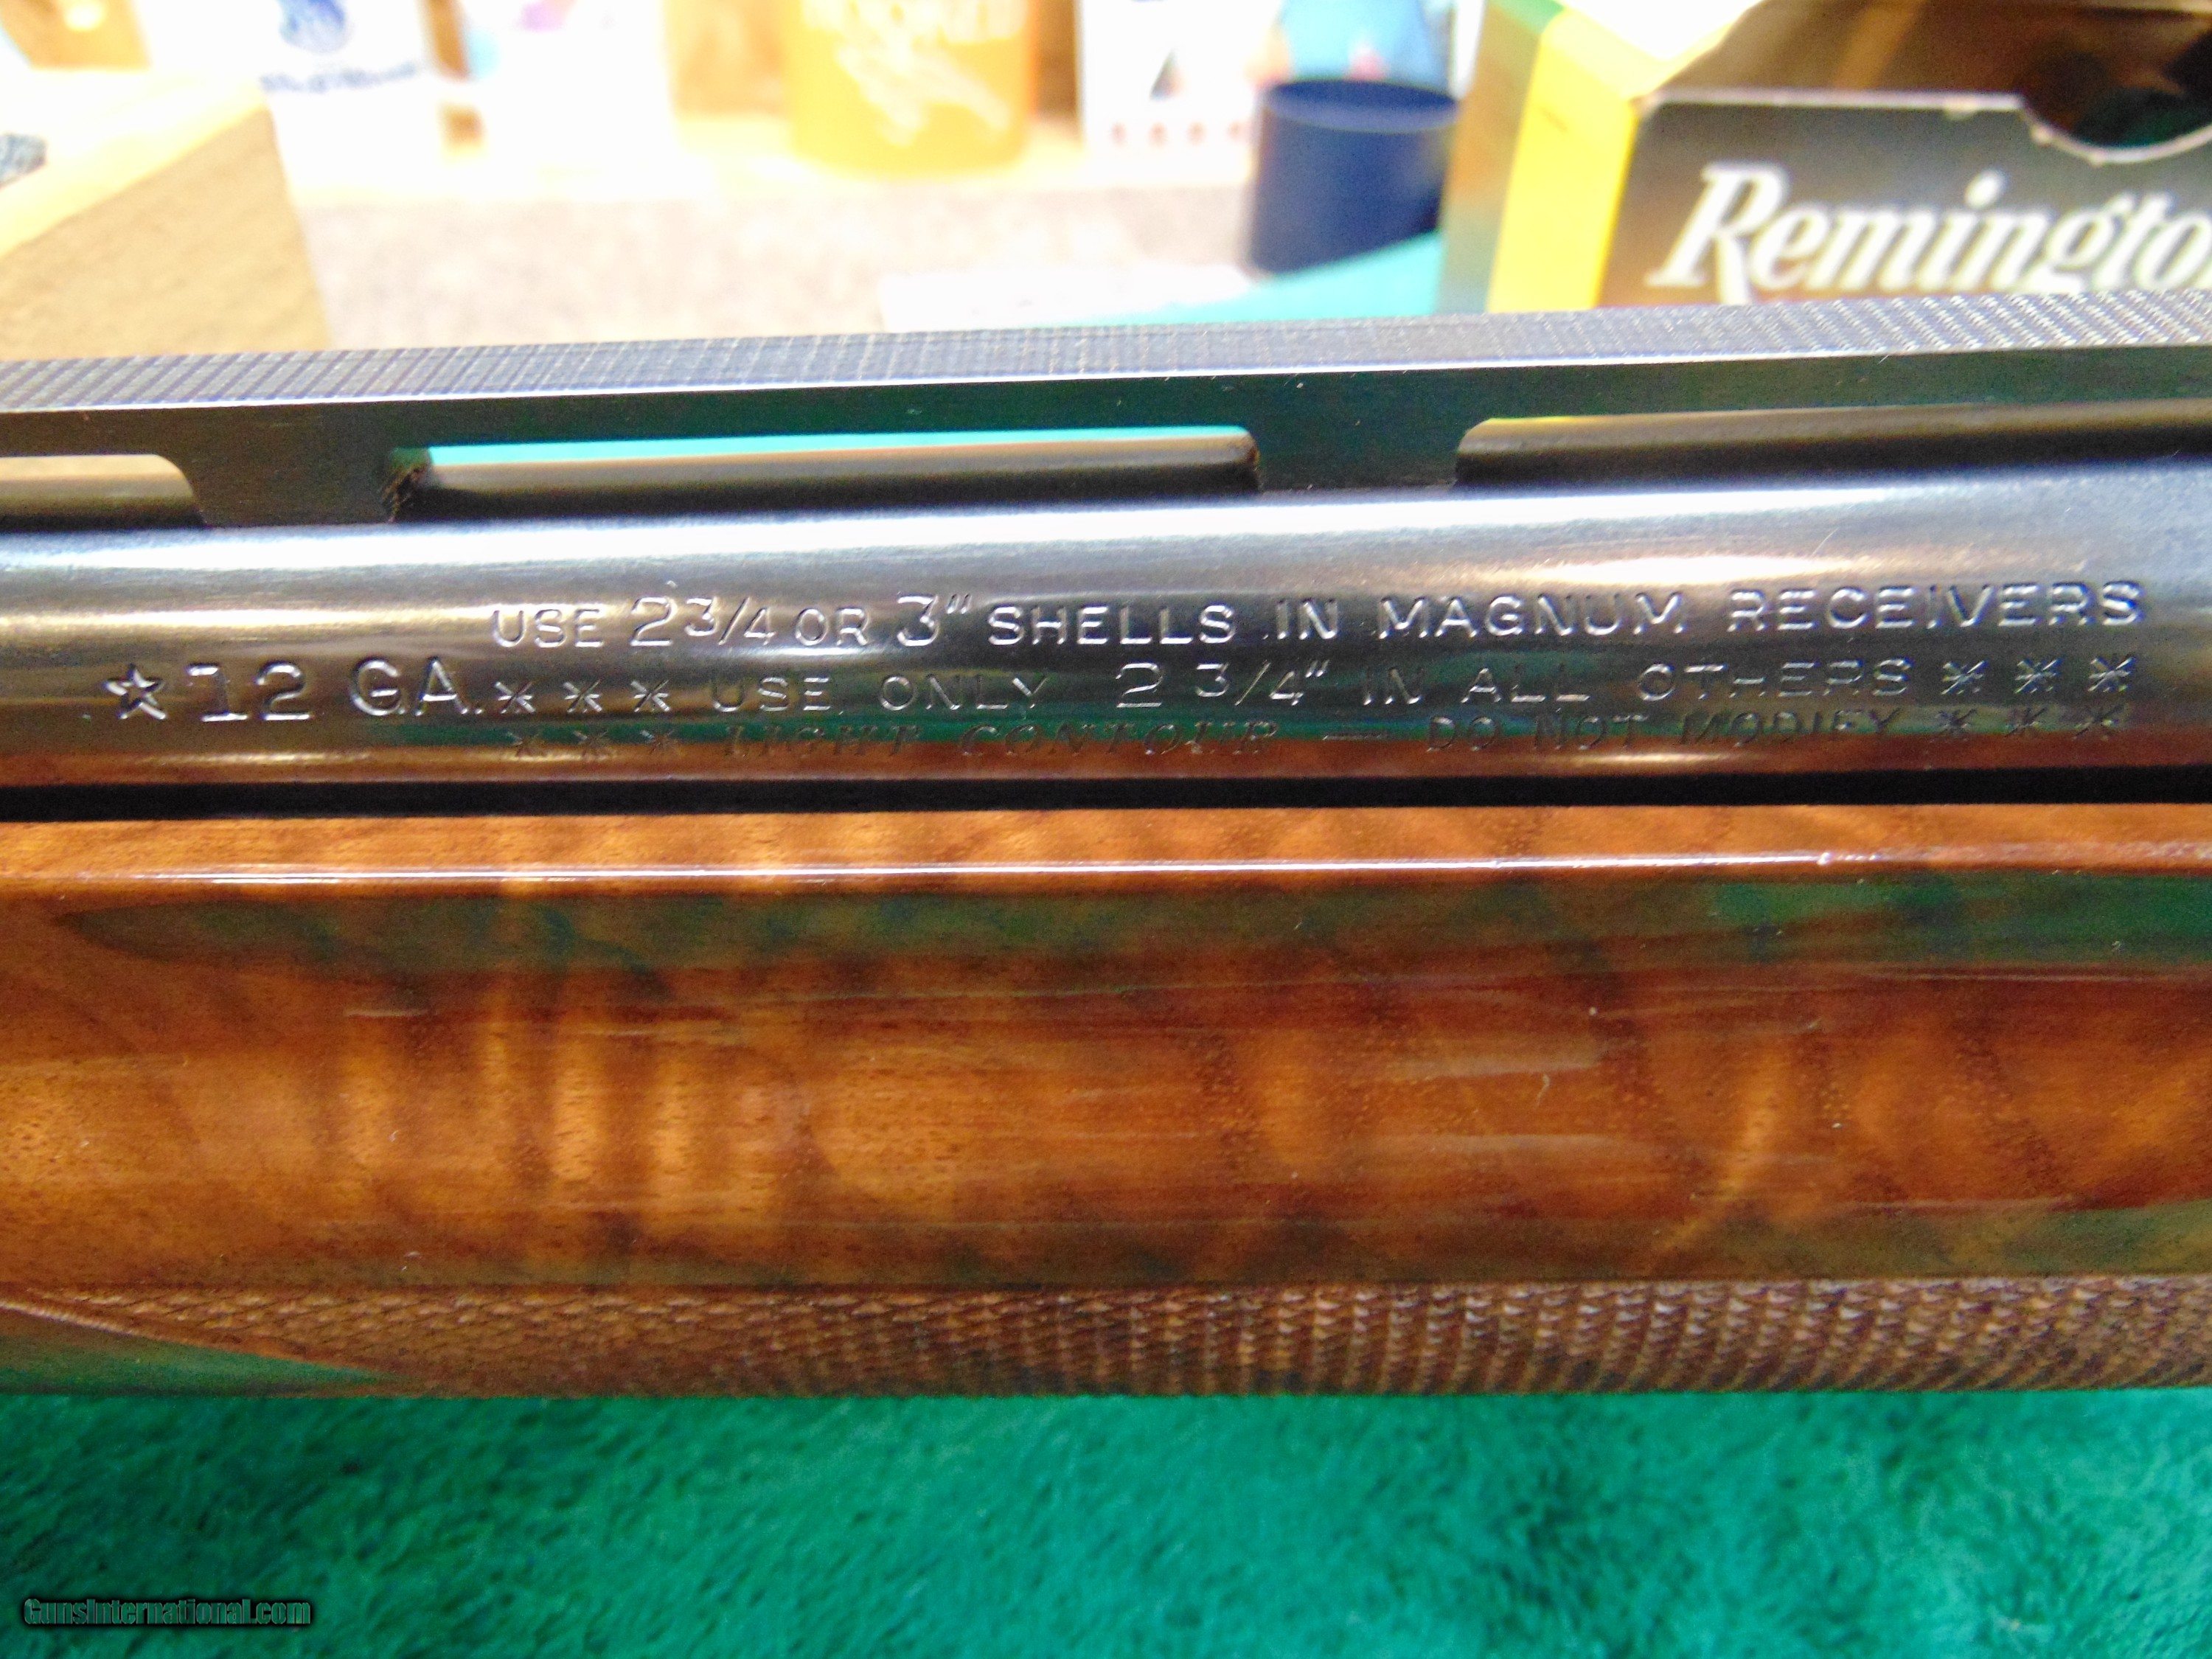 Remingto
USE 2 3/4 OR 3" SHELLS IN MAGNUM RECEIVERS
☆ 12 GA. * * * USE ONLY 2 3/4" IN ALL OTHERS * * *
* * * LIGHT CONTOUR — DO NOT MODIFY * * *
GunsInternational.com